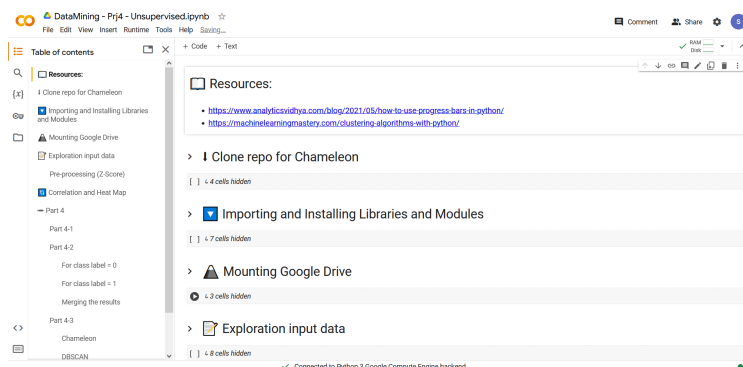 DataMining - Prj4 - Unsupervised.ipynb
File Edit View Insert Runtime Tools Help Saving...
Comment Share S
Table of contents
+ Code + Text
RAM
Disk
Resources:
Clone repo for Chameleon
Importing and Installing Libraries
and Modules
Mounting Google Drive
Exploration input data
Pre-processing (Z-Score)
Correlation and Heat Map
Part 4
Part 4-1
Part 4-2
For class label = 0
For class label = 1
Merging the results
Part 4-3
Chameleon
DBSCAN
{x}
<>
Resources:
https://www.analyticsvidhya.com/blog/2021/05/how-to-use-progress-bars-in-python/
https://machinelearningmastery.com/clustering-algorithms-with-python/
Clone repo for Chameleon
[ ] ↳ 4 cells hidden
Importing and Installing Libraries and Modules
[ ] ↳ 7 cells hidden
Mounting Google Drive
↳ 3 cells hidden
Exploration input data
[ ] ↳ 8 cells hidden
Connected to Python 3 Google Compute Engine backend